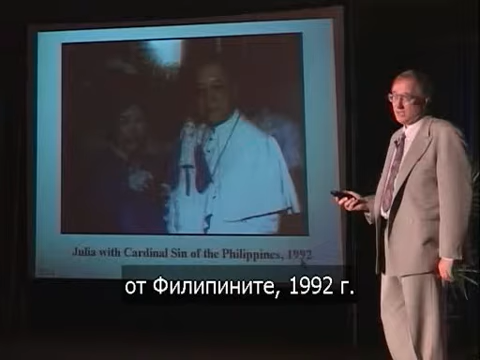 Julia with Cardinal Sin of the Philippines, 1992
от Филипините, 1992 г.